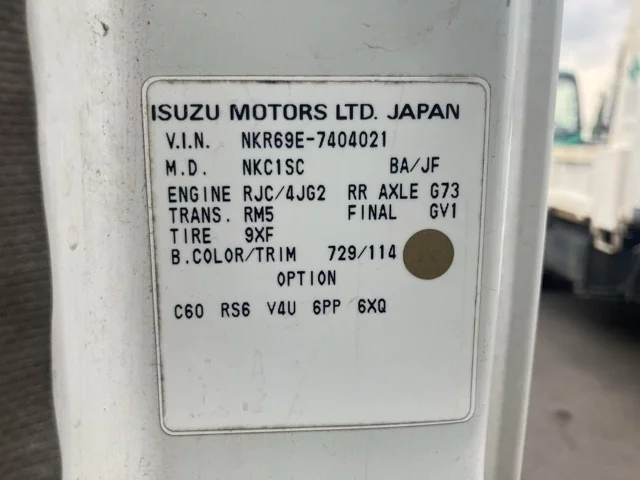 ISUZU MOTORS LTD. JAPAN
V.I.N. NKR69E-7404021
M.D. NKC1SC BA/JF
ENGINE RJC/4JG2 RR AXLE G73
TRANS. RM5 FINAL GV1
TIRE 9XF
B.COLOR/TRIM 729/114
OPTION
C60 RS6 V4U 6PP 6XQ